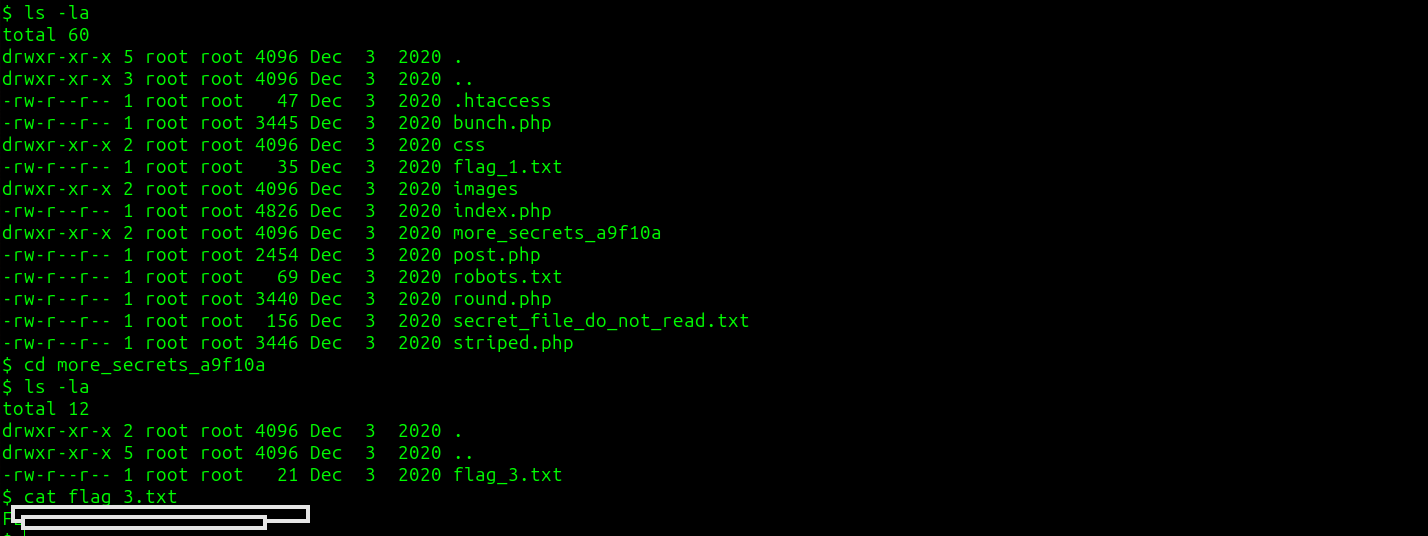 $ ls -la
total 60
drwxr-xr-x 5 root root 4096 Dec  3  2020 .
drwxr-xr-x 3 root root 4096 Dec  3  2020 ..
-rw-r--r-- 1 root root   47 Dec  3  2020 .htaccess
-rw-r--r-- 1 root root 3445 Dec  3  2020 bunch.php
drwxr-xr-x 2 root root 4096 Dec  3  2020 css
-rw-r--r-- 1 root root   35 Dec  3  2020 flag_1.txt
drwxr-xr-x 2 root root 4096 Dec  3  2020 images
-rw-r--r-- 1 root root 4826 Dec  3  2020 index.php
drwxr-xr-x 2 root root 4096 Dec  3  2020 more_secrets_a9f10a
-rw-r--r-- 1 root root 2454 Dec  3  2020 post.php
-rw-r--r-- 1 root root   69 Dec  3  2020 robots.txt
-rw-r--r-- 1 root root 3440 Dec  3  2020 round.php
-rw-r--r-- 1 root root  156 Dec  3  2020 secret_file_do_not_read.txt
-rw-r--r-- 1 root root 3446 Dec  3  2020 striped.php
$ cd more_secrets_a9f10a
$ ls -la
total 12
drwxr-xr-x 2 root root 4096 Dec  3  2020 .
drwxr-xr-x 5 root root 4096 Dec  3  2020 ..
-rw-r--r-- 1 root root   21 Dec  3  2020 flag_3.txt
$ cat flag_3.txt